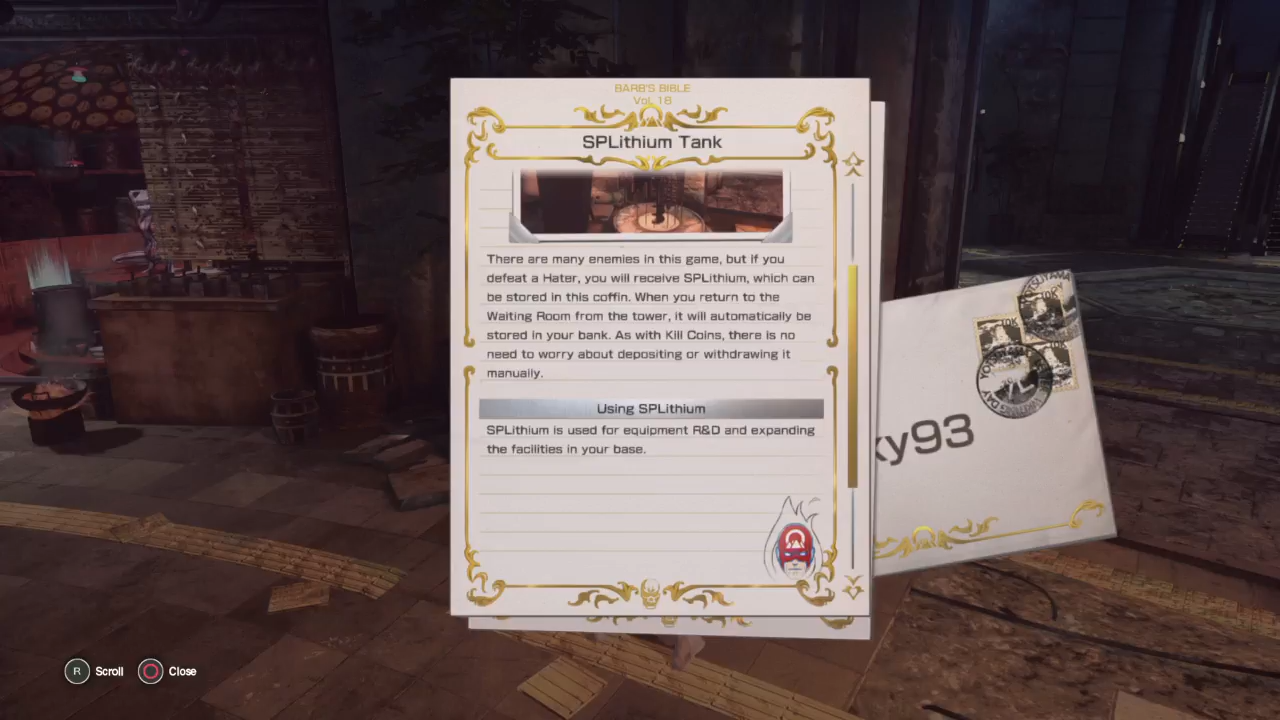 BARB'S BIBLE
Vol. 18
SPLithium Tank
There are many enemies in this game, but if you
defeat a Hater, you will receive SPLithium, which can
be stored in this coffin. When you return to the
Waiting Room from the tower, it will automatically be
stored in your bank. As with Kill Coins, there is no
need to worry about depositing or withdrawing it
manually.
Using SPLithium
SPLithium is used for equipment R&D and expanding
the facilities in your base.
ky93
R Scroll Close